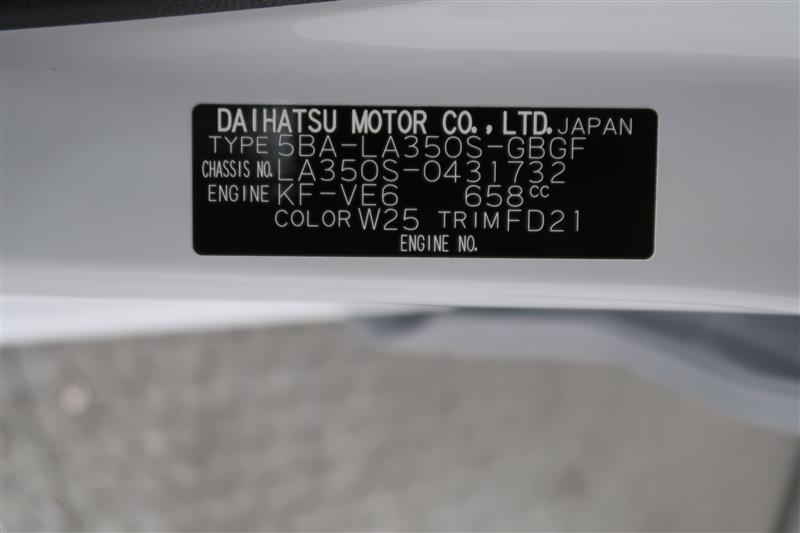 DAIHATSU MOTOR CO., LTD. JAPAN
TYPE 5BA-LA350S-GBGF
CHASSIS NO. LA350S-0431732
ENGINE KF-VE6 658cc
COLOR W25 TRIM FD21
ENGINE NO.